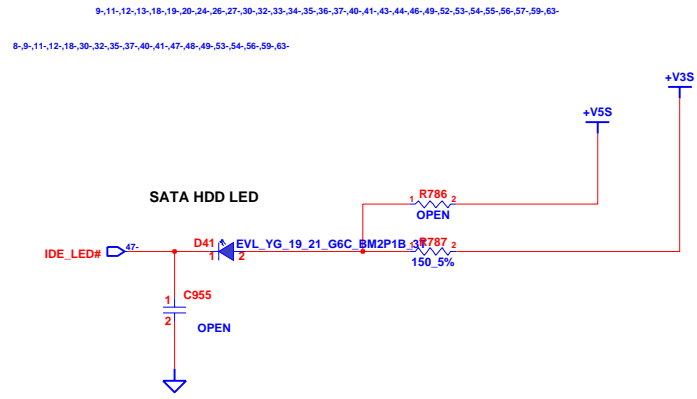 9-,11-,12-,13-,18-,19-,20-,24-,26-,27-,30-,32-,33-,34-,35-,36-,37-,40-,41-,43-,44-,46-,49-,52-,53-,54-,55-,56-,57-,59-,63-
8-,9-,11-,12-,18-,30-,32-,35-,37-,40-,41-,47-,48-,49-,53-,54-,56-,59-,63-
+V3S
+V5S
SATA HDD LED
1 R786 2
OPEN
IDE_LED# 47-
D41 EVL_YG_19_21_G6C_BM2P1B_3T
1 2
1 R787 2
150_5%
1 C955
2
OPEN